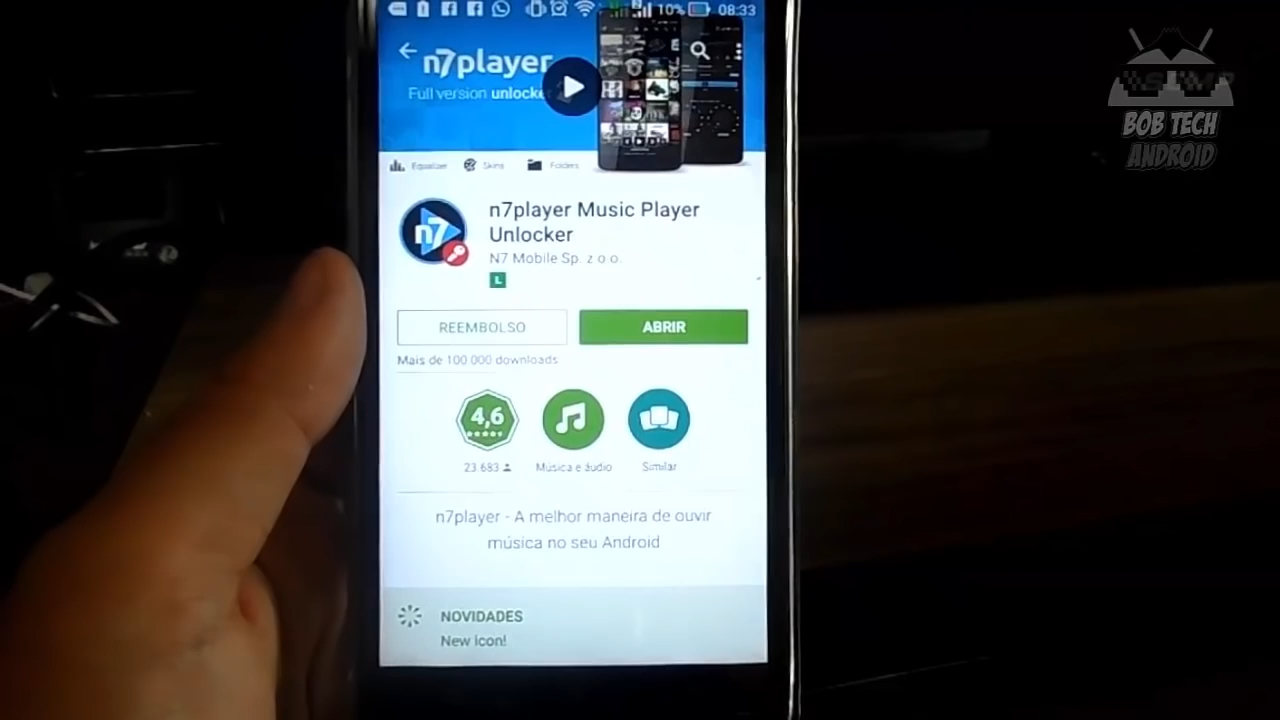 10% 08:33
n7player
Full version unlocke
Equalizer Skins Folders
n7player Music Player
Unlocker
n7
N7 Mobile Sp. z o.o.
L
REEMBOLSO ABRIR
Mais de 100.000 downloads
4,6
23.683 Música e áudio Similar
n7player - A melhor maneira de ouvir
música no seu Android
NOVIDADES
New icon!
BOB TECH
ANDROID